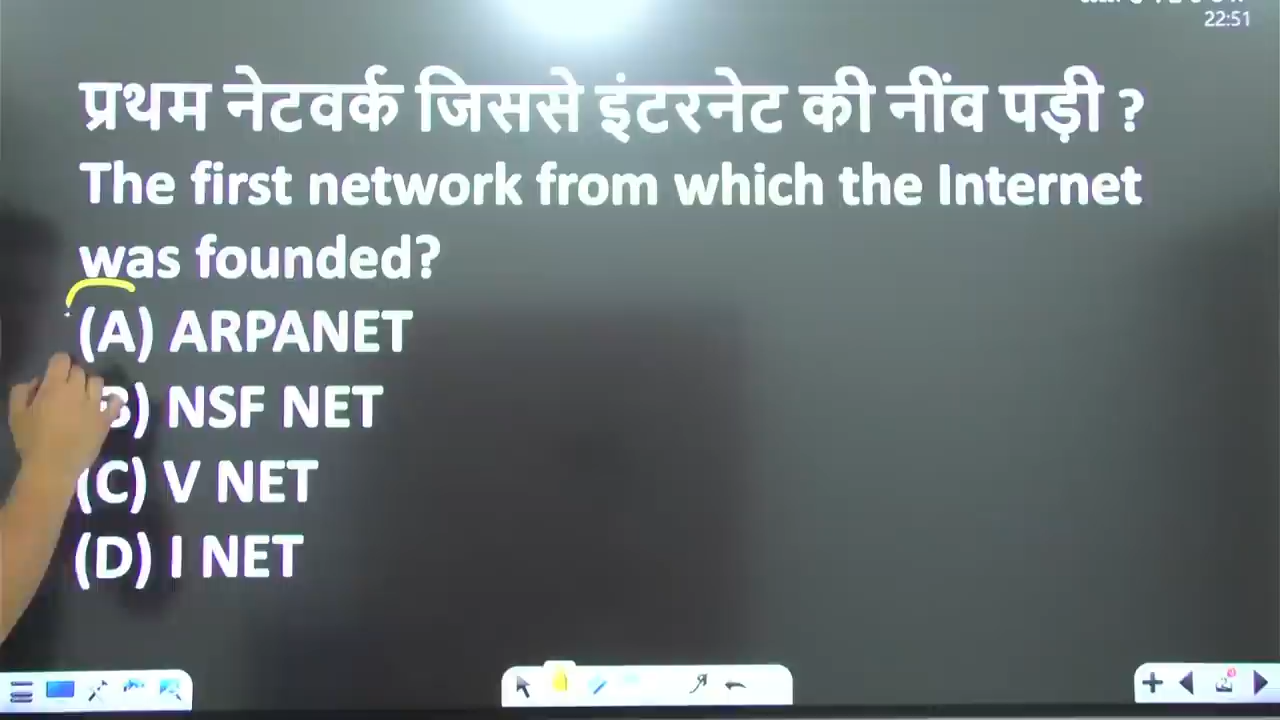 22:51
प्रथम नेटवर्क जिससे इंटरनेट की नींव पड़ी ?
The first network from which the Internet
was founded?
(A) ARPANET
B) NSF NET
(C) V NET
(D) I NET